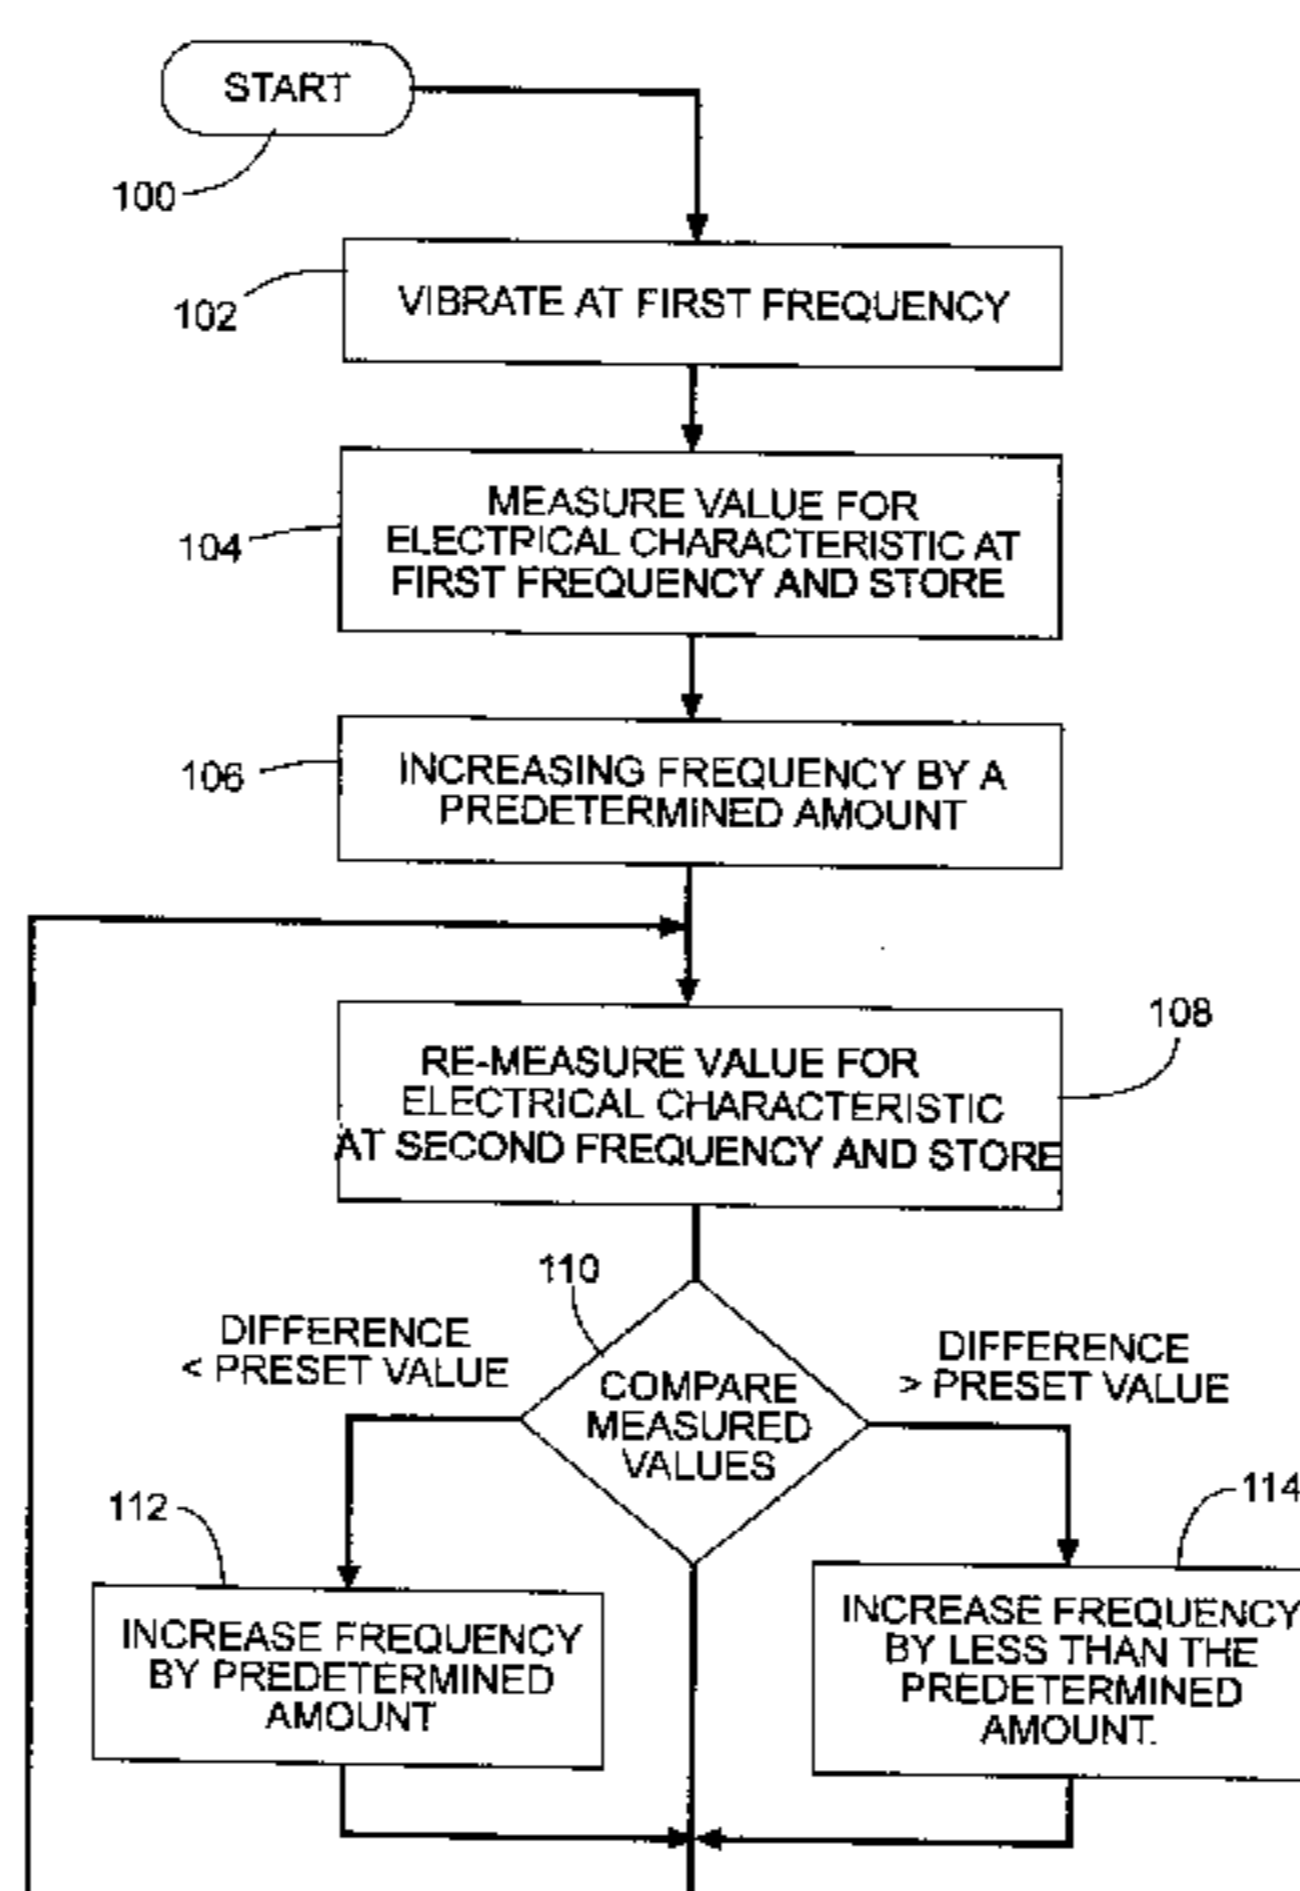 START
100
102
VIBRATE AT FIRST FREQUENCY
104
MEASURE VALUE FOR
ELECTRICAL CHARACTERISTIC AT
FIRST FREQUENCY AND STORE
106
INCREASING FREQUENCY BY A
PREDETERMINED AMOUNT
108
RE-MEASURE VALUE FOR
ELECTRICAL CHARACTERISTIC
AT SECOND FREQUENCY AND STORE
110
DIFFERENCE
< PRESET VALUE
COMPARE
MEASURED
VALUES
DIFFERENCE
> PRESET VALUE
112
INCREASE FREQUENCY
BY PREDETERMINED
AMOUNT
114
INCREASE FREQUENCY
BY LESS THAN THE
PREDETERMINED
AMOUNT.